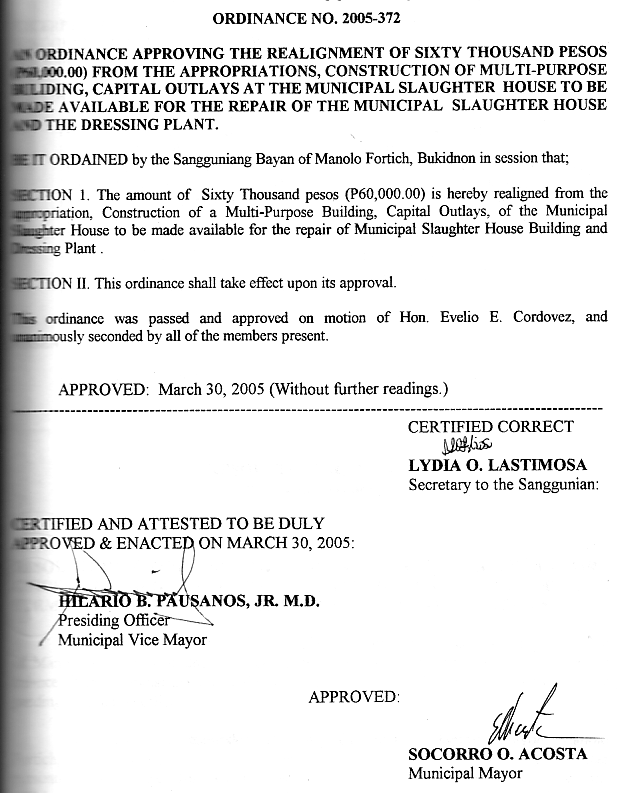 ORDINANCE NO. 2005-372
AN ORDINANCE APPROVING THE REALIGNMENT OF SIXTY THOUSAND PESOS
(P60,000.00) FROM THE APPROPRIATIONS, CONSTRUCTION OF MULTI-PURPOSE
BUILDING, CAPITAL OUTLAYS AT THE MUNICIPAL SLAUGHTER HOUSE TO BE
MADE AVAILABLE FOR THE REPAIR OF THE MUNICIPAL SLAUGHTER HOUSE
AND THE DRESSING PLANT.
BE IT ORDAINED by the Sangguniang Bayan of Manolo Fortich, Bukidnon in session that;
SECTION 1. The amount of Sixty Thousand pesos (P60,000.00) is hereby realigned from the
appropriation, Construction of a Multi-Purpose Building, Capital Outlays, of the Municipal
Slaughter House to be made available for the repair of Municipal Slaughter House Building and
Dressing Plant .
SECTION II. This ordinance shall take effect upon its approval.
This ordinance was passed and approved on motion of Hon. Evelio E. Cordovez, and
unanimously seconded by all of the members present.
APPROVED: March 30, 2005 (Without further readings.)
CERTIFIED CORRECT
LYDIA O. LASTIMOSA
Secretary to the Sanggunian:
CERTIFIED AND ATTESTED TO BE DULY
APPROVED & ENACTED ON MARCH 30, 2005:
HILARIO B. PAUSANOS, JR. M.D.
Presiding Officer
Municipal Vice Mayor
APPROVED:
SOCORRO O. ACOSTA
Municipal Mayor